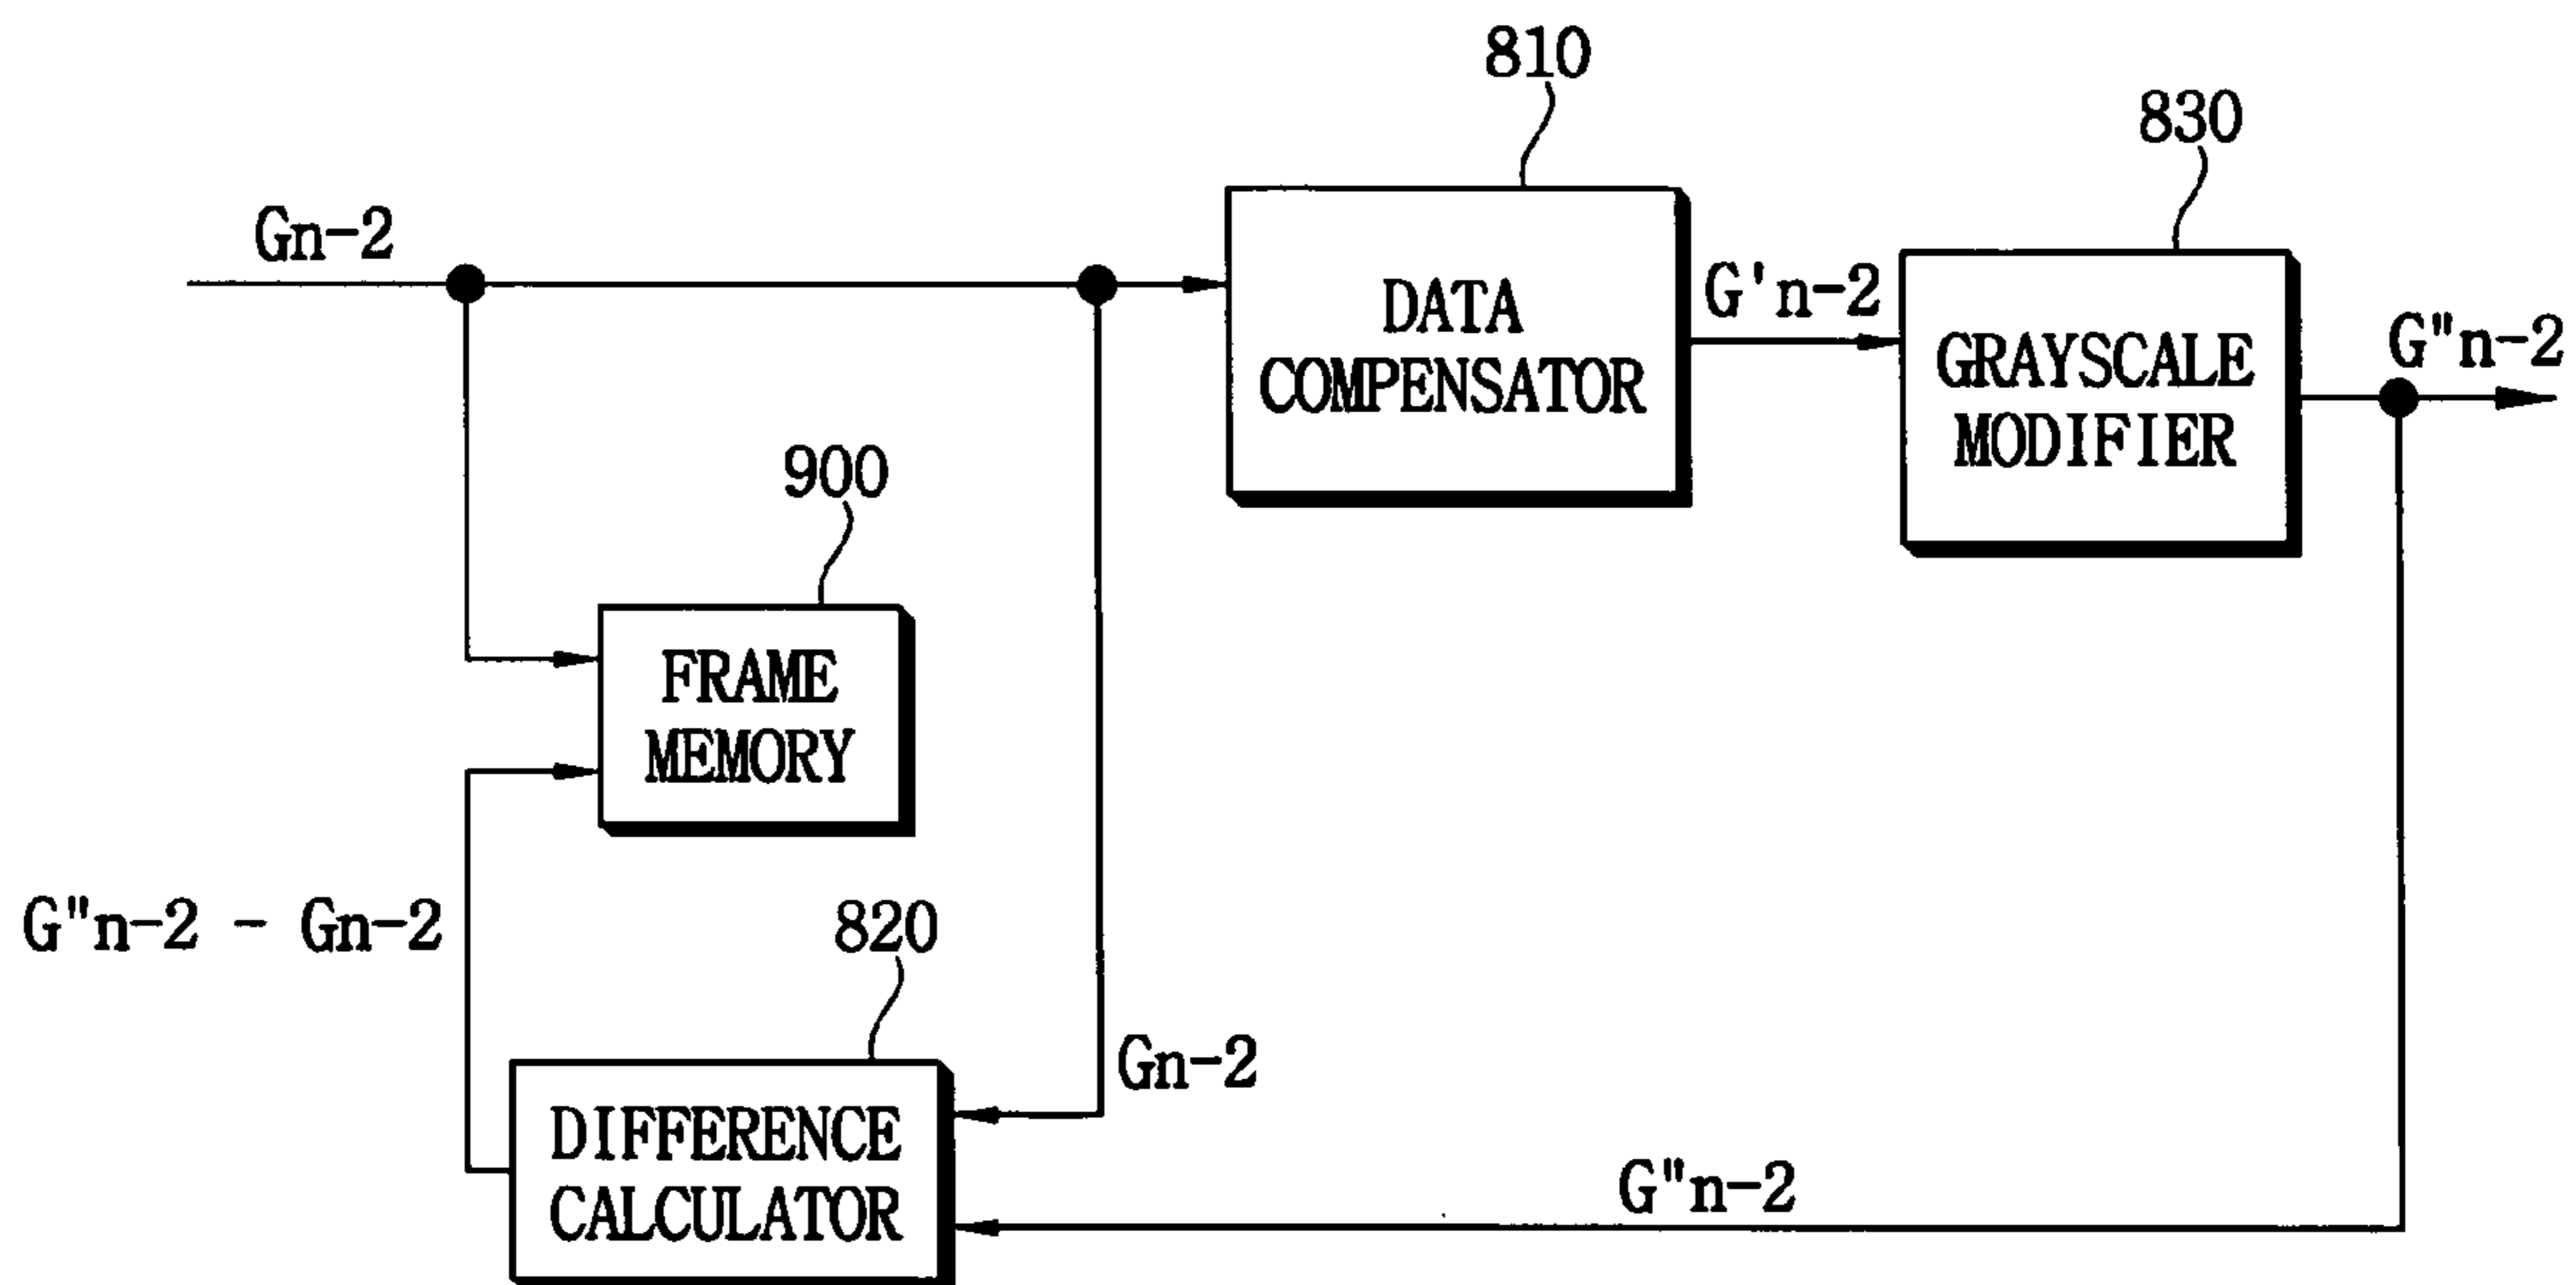 810
830
Gn-2
DATA
COMPENSATOR
G'n-2
GRAYSCALE
MODIFIER
G"n-2
900
FRAME
MEMORY
G"n-2 - Gn-2
820
Gn-2
DIFFERENCE
CALCULATOR
G"n-2